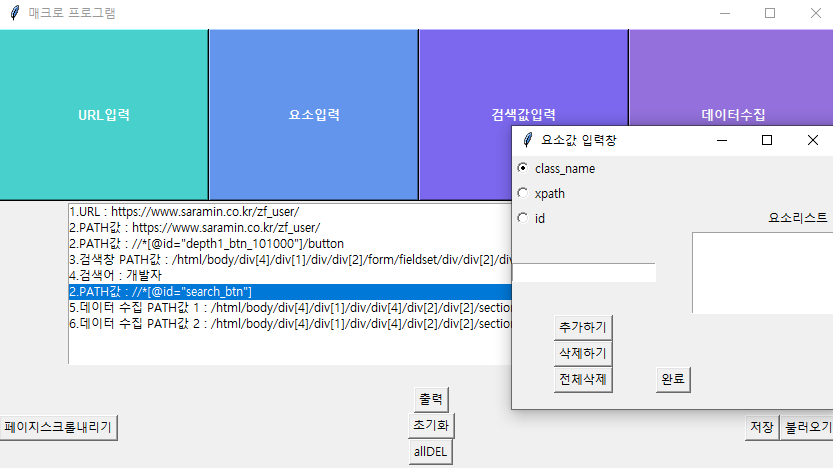 매크로 프로그램
URL입력
요소입력
검색값입력
데이터수집
1.URL : https://www.saramin.co.kr/zf_user/
2.PATH값 : https://www.saramin.co.kr/zf_user/
2.PATH값 : //*[@id="depth1_btn_101000"]/button
3.검색창 PATH값 : /html/body/div[4]/div[1]/div/div[2]/form/fieldset/div/div[2]/div
4.검색어 : 개발자
2.PATH값 : //*[@id="search_btn"]
5.데이터 수집 PATH값 1 : /html/body/div[4]/div[1]/div/div[4]/div[2]/div[2]/section
6.데이터 수집 PATH값 2 : /html/body/div[4]/div[1]/div/div[4]/div[2]/div[2]/section
요소값 입력창
class_name
xpath
id
요소리스트
추가하기
삭제하기
전체삭제
완료
출력
페이지스크롤내리기
초기화
저장
불러오기
allDEL